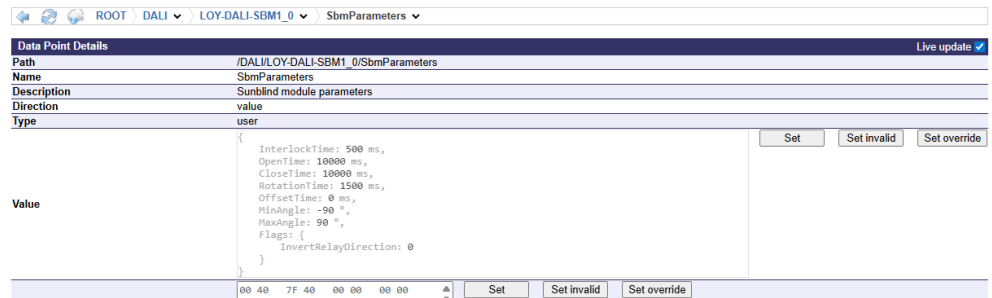 ROOT DALI LOY-DALI-SBM1_0 SbmParameters
Data Point Details Live update
Path /DALI/LOY-DALI-SBM1_0/SbmParameters
Name SbmParameters
Description Sunblind module parameters
Direction value
Type user
Value
{
InterlockTime: 500 ms,
OpenTime: 10000 ms,
CloseTime: 10000 ms,
RotationTime: 1500 ms,
OffsetTime: 0 ms,
MinAngle: -90 °,
MaxAngle: 90 °,
Flags: {
InvertRelayDirection: 0
}
}
Set Set invalid Set override
00 40 7F 40 00 00 00 00 Set Set invalid Set override